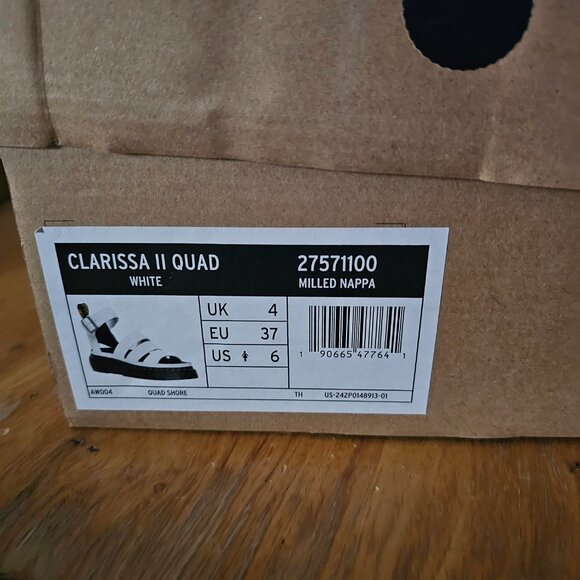 CLARISSA II QUAD 27571100
WHITE MILLED NAPPA
UK 4
EU 37
US 6
1 90665 47764 1
AW004 QUAD SHORE TH US-242P0148913-01